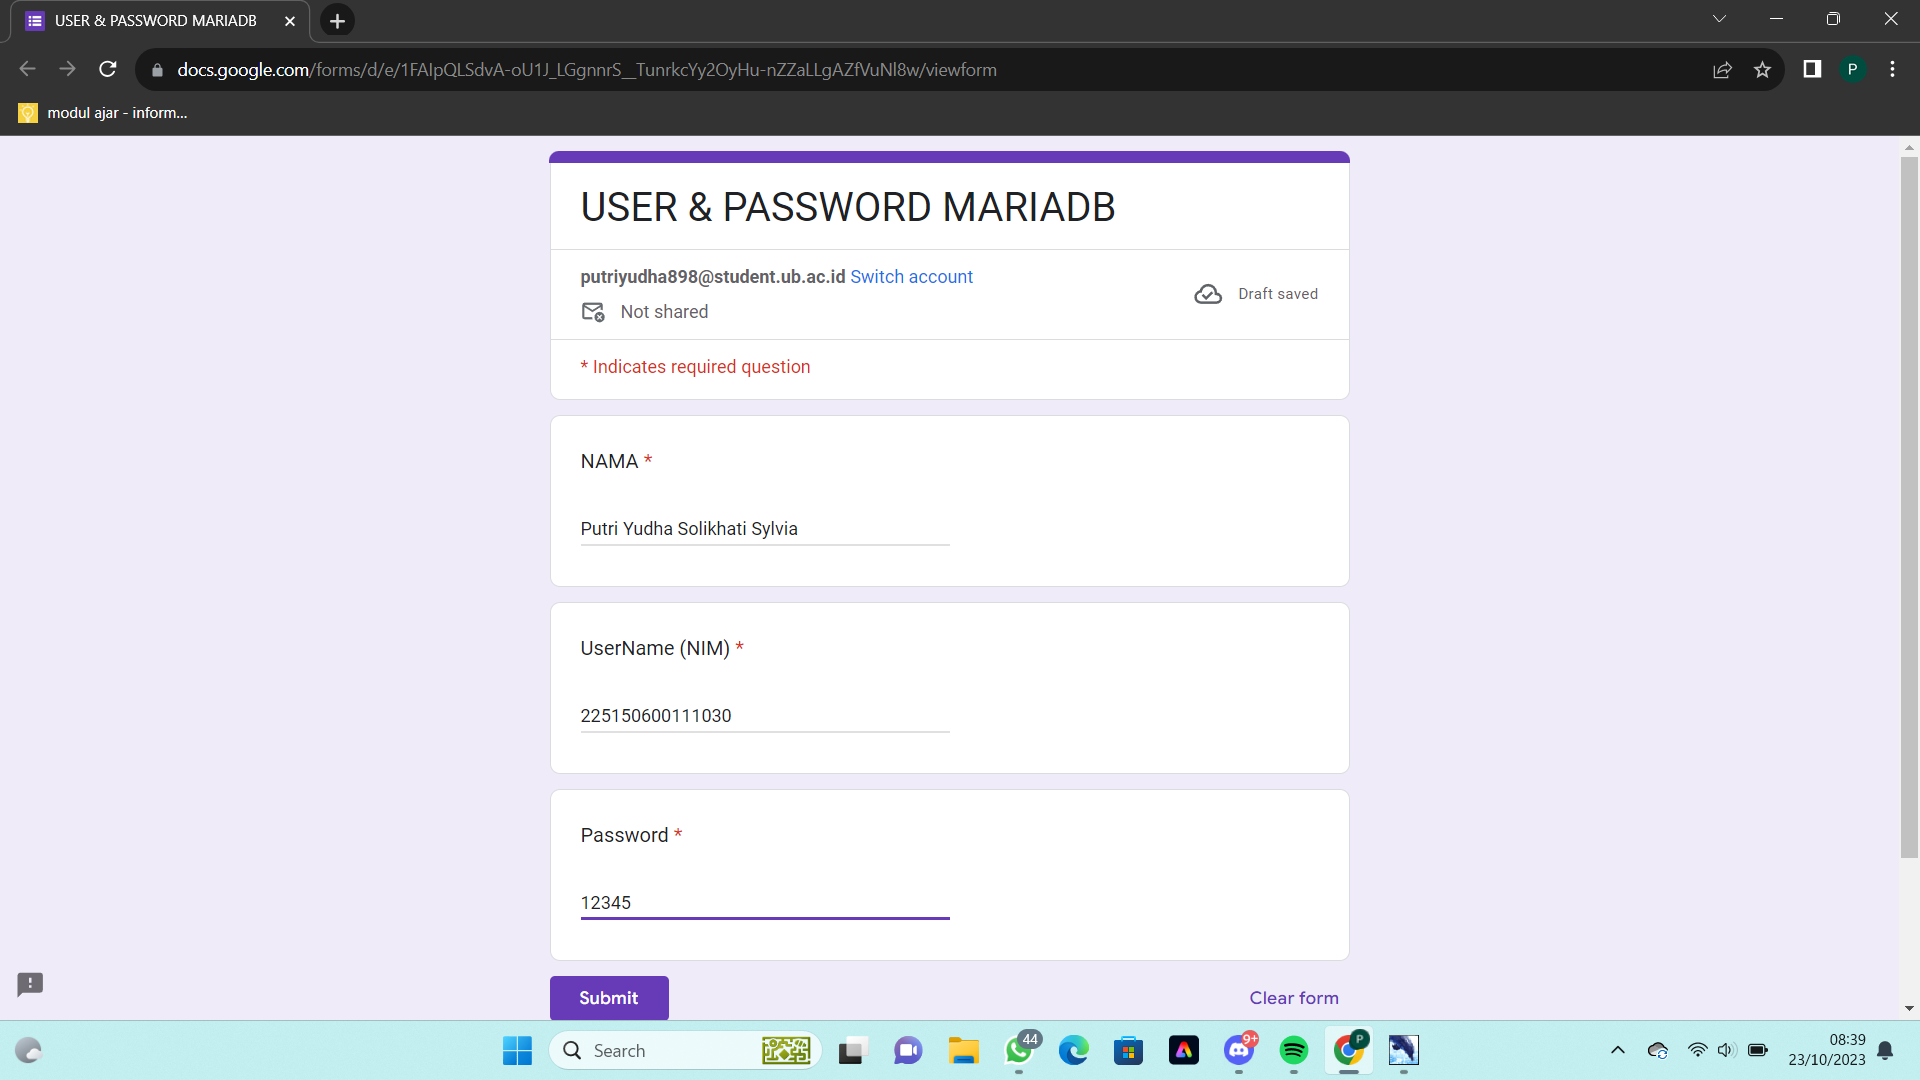 USER & PASSWORD MARIADB
docs.google.com/forms/d/e/1FAIpQLSdvA-oU1J_LGgnnrS__TunrkcYy2OyHu-nZZaLLgAZfVuNl8w/viewform
P
modul ajar - inform...
USER & PASSWORD MARIADB
putriyudha898@student.ub.ac.id Switch account
Draft saved
Not shared
* Indicates required question
NAMA *
Putri Yudha Solikhati Sylvia
UserName (NIM) *
225150600111030
Password *
12345
Submit
Clear form
Search
44
9+
P
08:39
23/10/2023